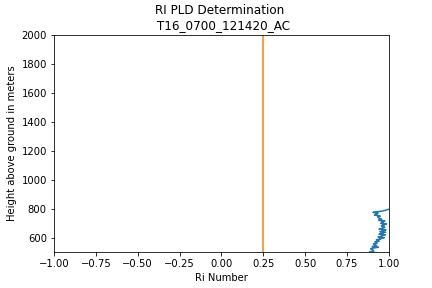 RI PLD Determination
T16_0700_121420_AC
Height above ground in meters
2000
1800
1600
1400
1200
1000
800
600
−1.00 −0.75 −0.50 −0.25 0.00 0.25 0.50 0.75 1.00
Ri Number